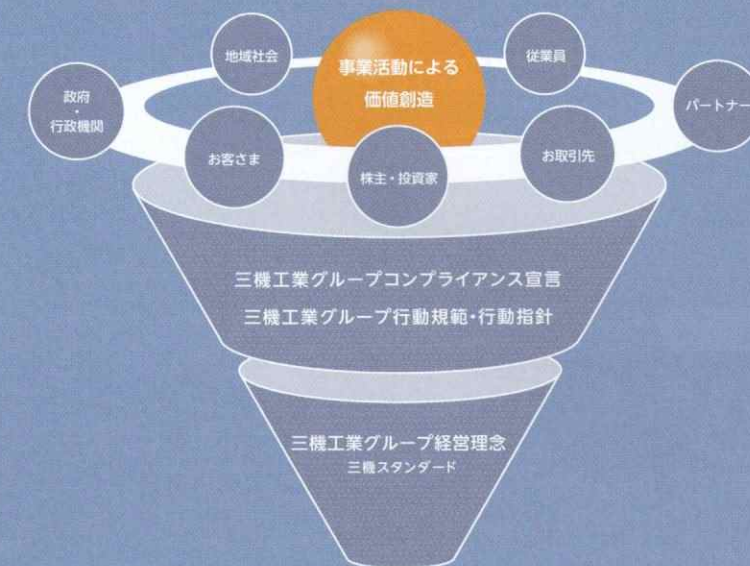 地域社会
事業活動による
価値創造
従業員
政府
・
行政機関
パートナー
お客さま
株主・投資家
お取引先
三機工業グループコンプライアンス宣言
三機工業グループ行動規範・行動指針
三機工業グループ経営理念
三機スタンダード